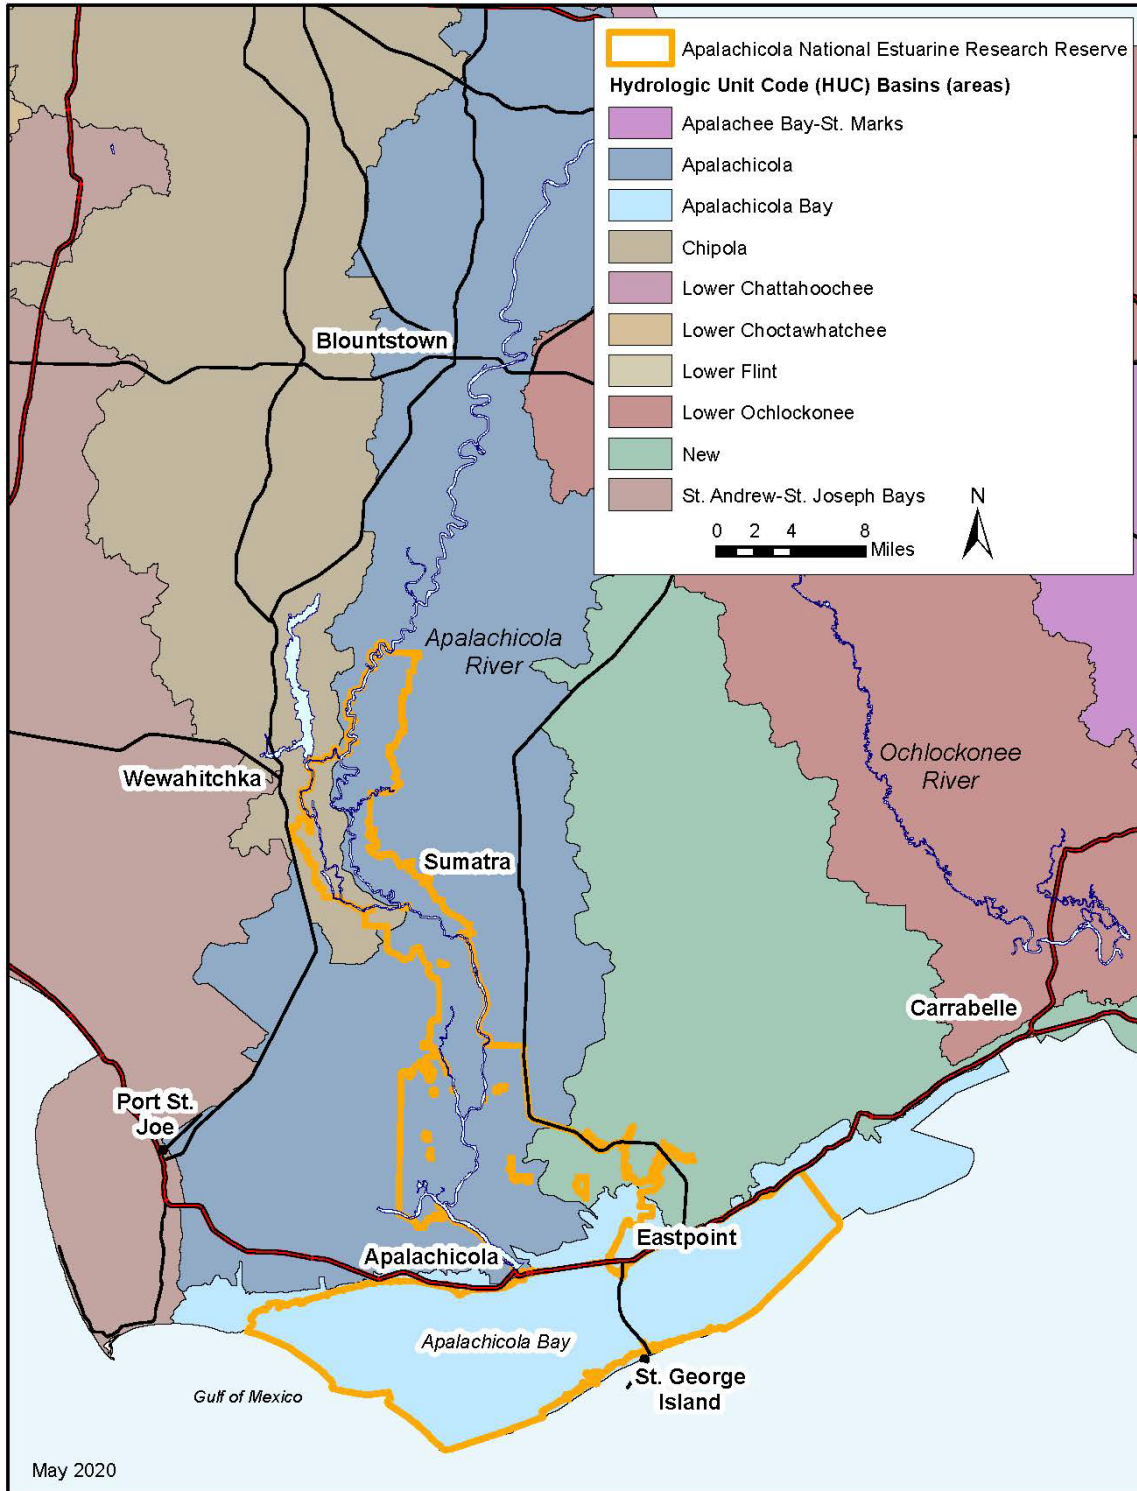 Apalachicola National Estuarine Research Reserve
Hydrologic Unit Code (HUC) Basins (areas)
Apalachee Bay-St. Marks
Apalachicola
Apalachicola Bay
Chipola
Lower Chattahoochee
Lower Choctawhatchee
Lower Flint
Lower Ochlockonee
New
St. Andrew-St. Joseph Bays
N
0 2 4 8
Miles
Blountstown
Apalachicola
River
Wewahitchka
Ochlockonee
River
Sumatra
Carrabelle
Port St.
Joe
Eastpoint
Apalachicola
Apalachicola Bay
St. George
Island
Gulf of Mexico
May 2020